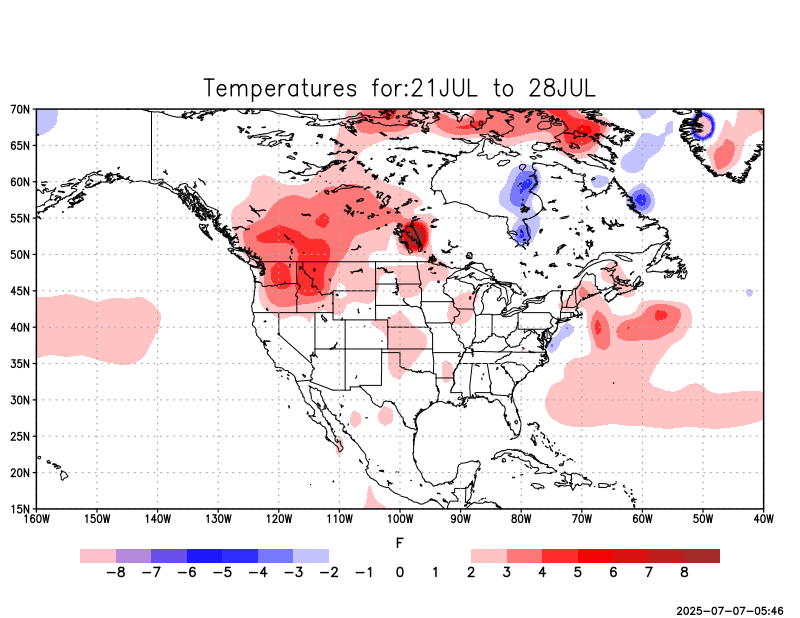 Temperatures for:21JUL to 28JUL
70N
65N
60N
55N
50N
45N
40N
35N
30N
25N
20N
15N
160W 150W 140W 130W 120W 110W 100W 90W 80W 70W 60W 50W 40W
F
−8 −7 −6 −5 −4 −3 −2 −1 0 1 2 3 4 5 6 7 8
2025-07-07-05:46